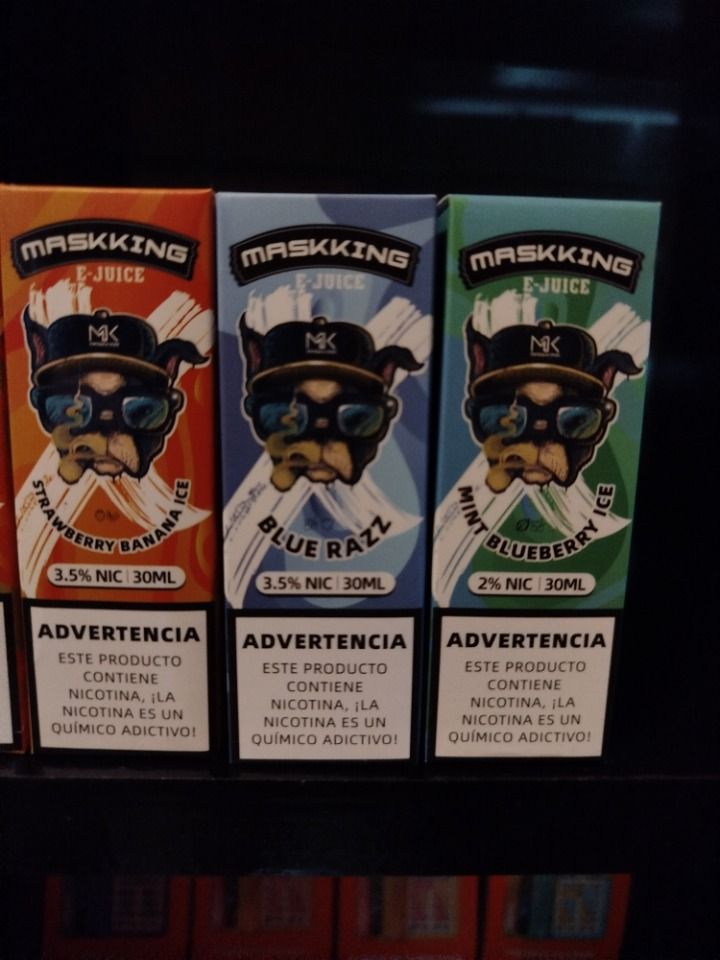 MASKKING
E-JUICE
MK
STRAWBERRY BANANA ICE
3.5% NIC | 30ML
ADVERTENCIA
ESTE PRODUCTO
CONTIENE
NICOTINA, ¡LA
NICOTINA ES UN
QUÍMICO ADICTIVO!
MASKKING
E-JUICE
MK
BLUE RAZZ
3.5% NIC | 30ML
ADVERTENCIA
ESTE PRODUCTO
CONTIENE
NICOTINA, ¡LA
NICOTINA ES UN
QUÍMICO ADICTIVO!
MASKKING
E-JUICE
MK
MINT BLUEBERRY ICE
2% NIC | 30ML
ADVERTENCIA
ESTE PRODUCTO
CONTIENE
NICOTINA, ¡LA
NICOTINA ES UN
QUÍMICO ADICTIVO!